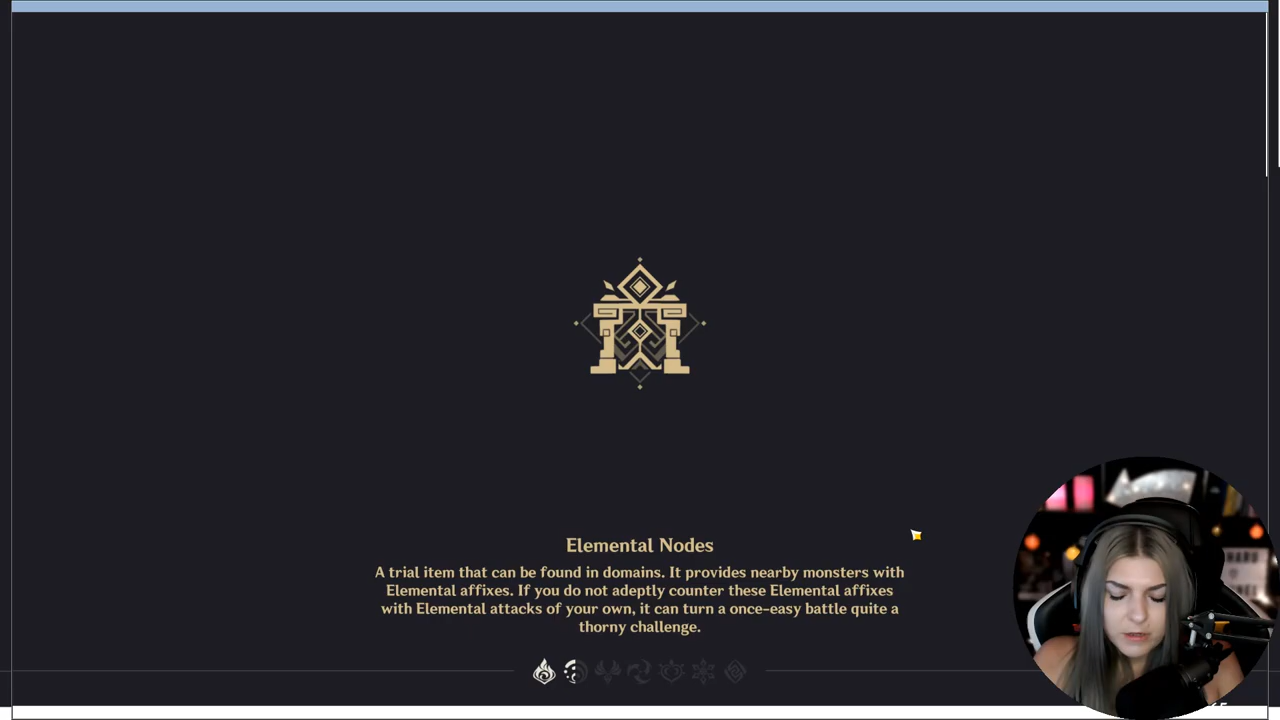 Elemental Nodes
A trial item that can be found in domains. It provides nearby monsters with
Elemental affixes. If you do not adeptly counter these Elemental affixes
with Elemental attacks of your own, it can turn a once-easy battle quite a
thorny challenge.